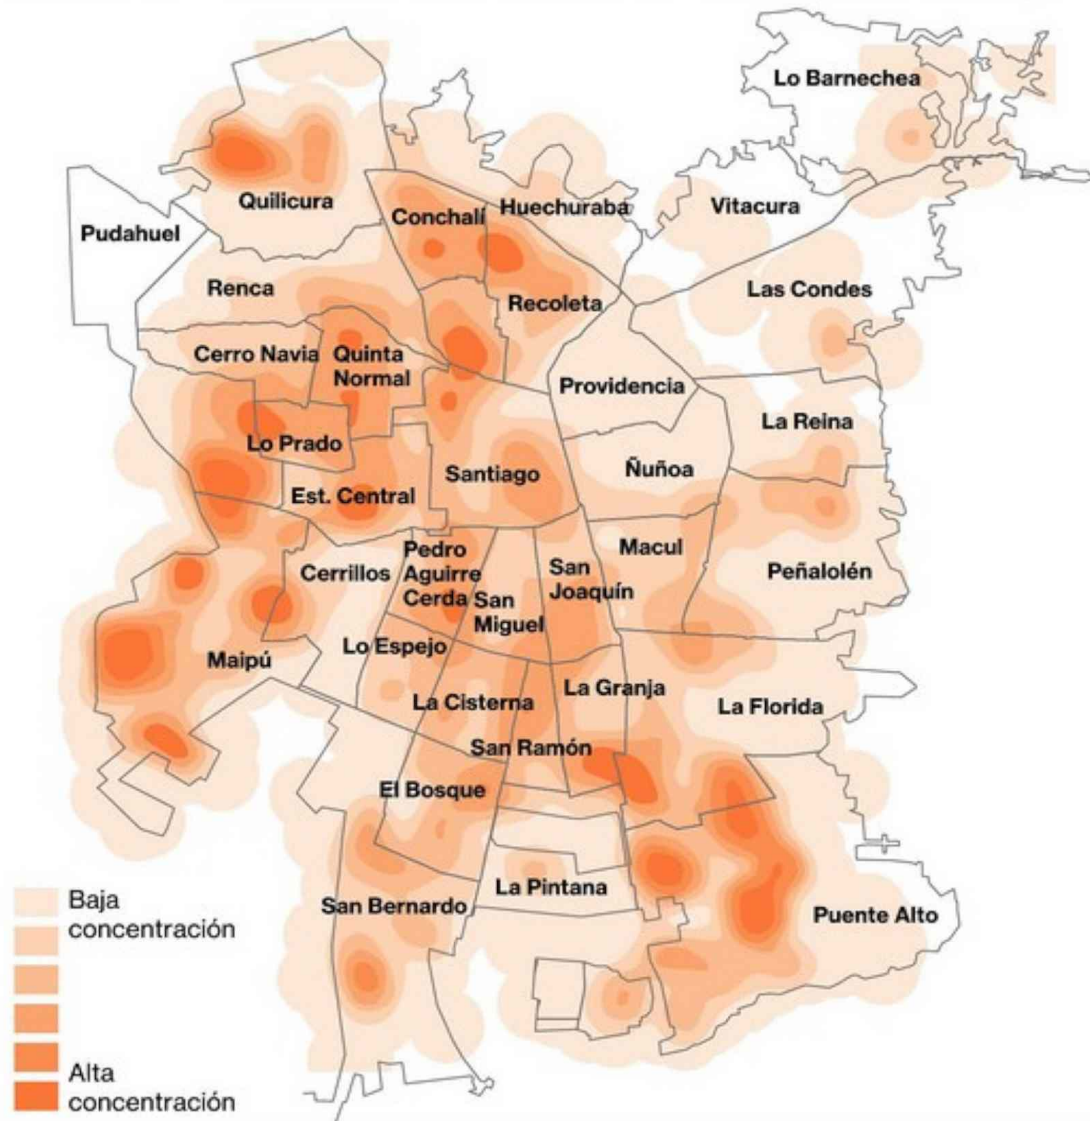 Lo Barnechea
Quilicura
Conchalí
Huechuraba
Vitacura
Pudahuel
Renca
Recoleta
Las Condes
Cerro Navia
Quinta
Normal
Providencia
La Reina
Lo Prado
Santiago
Ñuñoa
Est. Central
Pedro
Aguirre
Cerda
Cerrillos
San
Miguel
San
Joaquín
Macul
Peñalolén
Lo Espejo
Maipú
La Cisterna
La Granja
La Florida
San Ramón
El Bosque
La Pintana
San Bernardo
Puente Alto
Baja
concentración
Alta
concentración